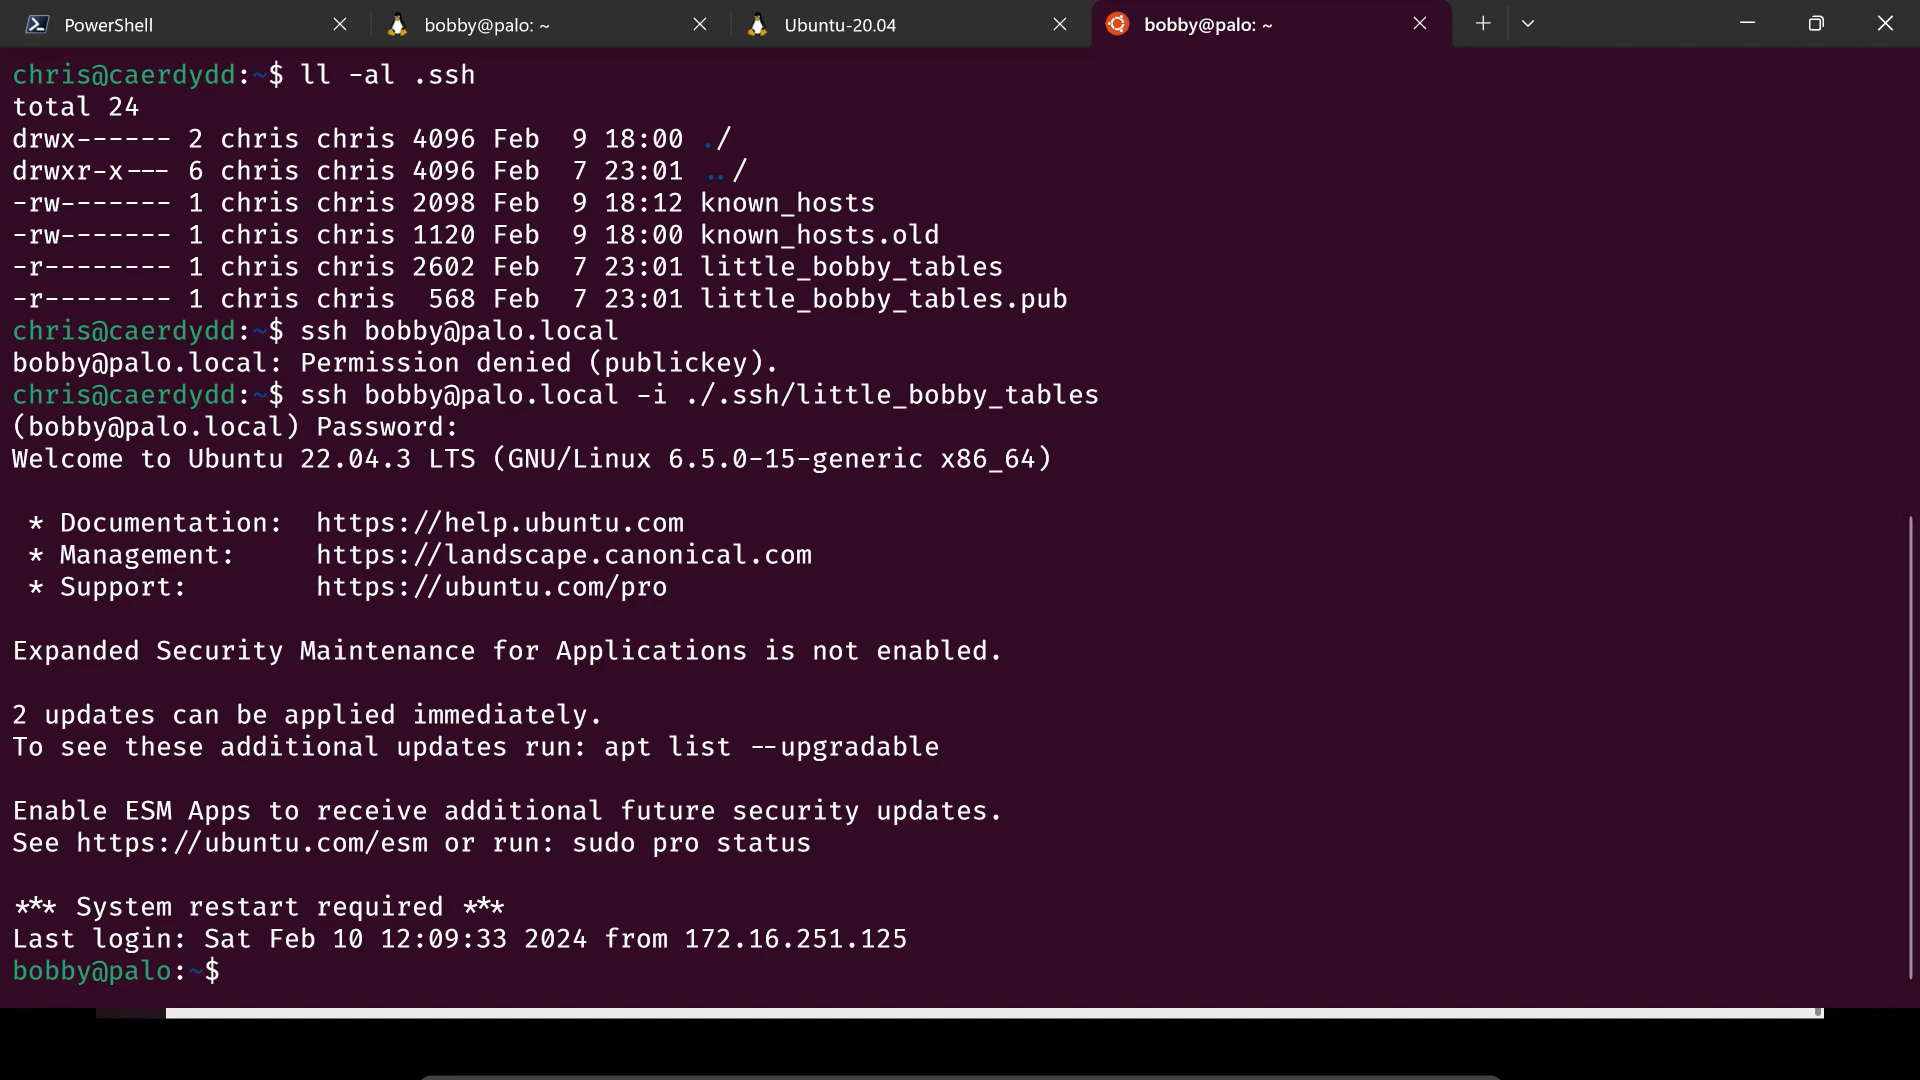 PowerShell
bobby@palo: ~
Ubuntu-20.04
bobby@palo: ~
chris@caerdydd:~$ ll -al .ssh
total 24
drwx------ 2 chris chris 4096 Feb  9 18:00 ./
drwxr-x--- 6 chris chris 4096 Feb  7 23:01 ../
-rw------- 1 chris chris 2098 Feb  9 18:12 known_hosts
-rw------- 1 chris chris 1120 Feb  9 18:00 known_hosts.old
-r-------- 1 chris chris 2602 Feb  7 23:01 little_bobby_tables
-r-------- 1 chris chris  568 Feb  7 23:01 little_bobby_tables.pub
chris@caerdydd:~$ ssh bobby@palo.local
bobby@palo.local: Permission denied (publickey).
chris@caerdydd:~$ ssh bobby@palo.local -i ./.ssh/little_bobby_tables
(bobby@palo.local) Password:
Welcome to Ubuntu 22.04.3 LTS (GNU/Linux 6.5.0-15-generic x86_64)
 * Documentation:  https://help.ubuntu.com
 * Management:     https://landscape.canonical.com
 * Support:        https://ubuntu.com/pro
Expanded Security Maintenance for Applications is not enabled.
2 updates can be applied immediately.
To see these additional updates run: apt list --upgradable
Enable ESM Apps to receive additional future security updates.
See https://ubuntu.com/esm or run: sudo pro status
*** System restart required ***
Last login: Sat Feb 10 12:09:33 2024 from 172.16.251.125
bobby@palo:~$